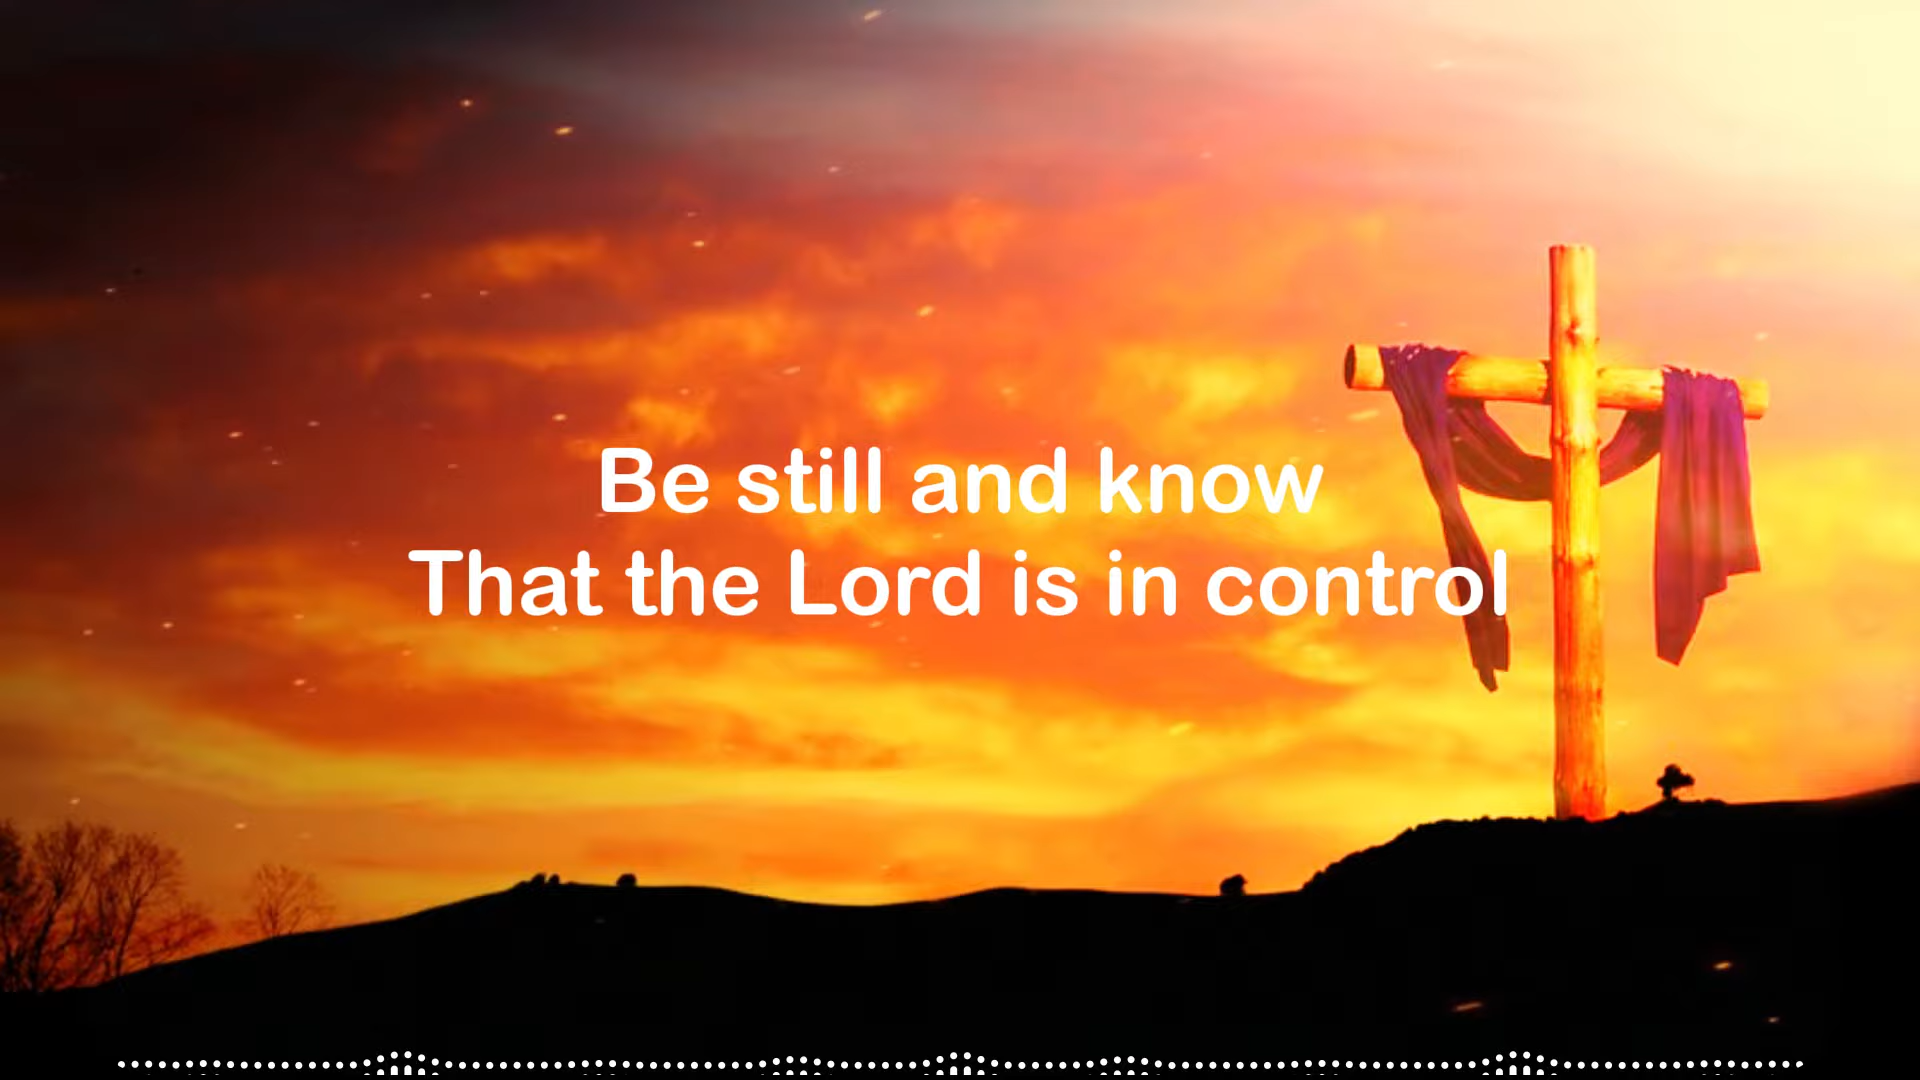 Be still and know
That the Lord is in control